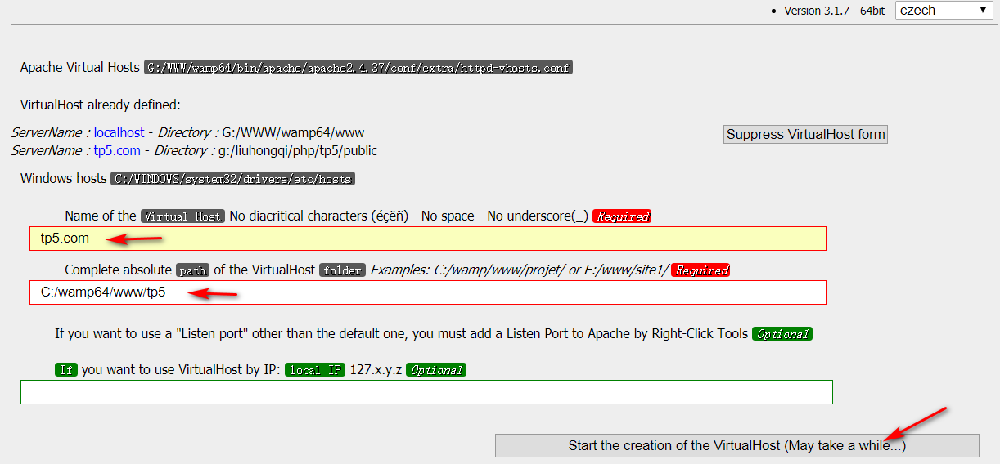 Version 3.1.7 - 64bit czech
Apache Virtual Hosts G:/WWW/wamp64/bin/apache/apache2.4.37/conf/extra/httpd-vhosts.conf
VirtualHost already defined:
ServerName : localhost - Directory : G:/WWW/wamp64/www
Suppress VirtualHost form
ServerName : tp5.com - Directory : g:/liuhongqi/php/tp5/public
Windows hosts C:/WINDOWS/system32/drivers/etc/hosts
Name of the Virtual Host No diacritical characters (éçëñ) - No space - No underscore(_) Required
tp5.com
Complete absolute path of the VirtualHost folder Examples: C:/wamp/www/projet/ or E:/www/site1/ Required
C:/wamp64/www/tp5
If you want to use a "Listen port" other than the default one, you must add a Listen Port to Apache by Right-Click Tools Optional
If you want to use VirtualHost by IP: local IP 127.x.y.z Optional
Start the creation of the VirtualHost (May take a while...)